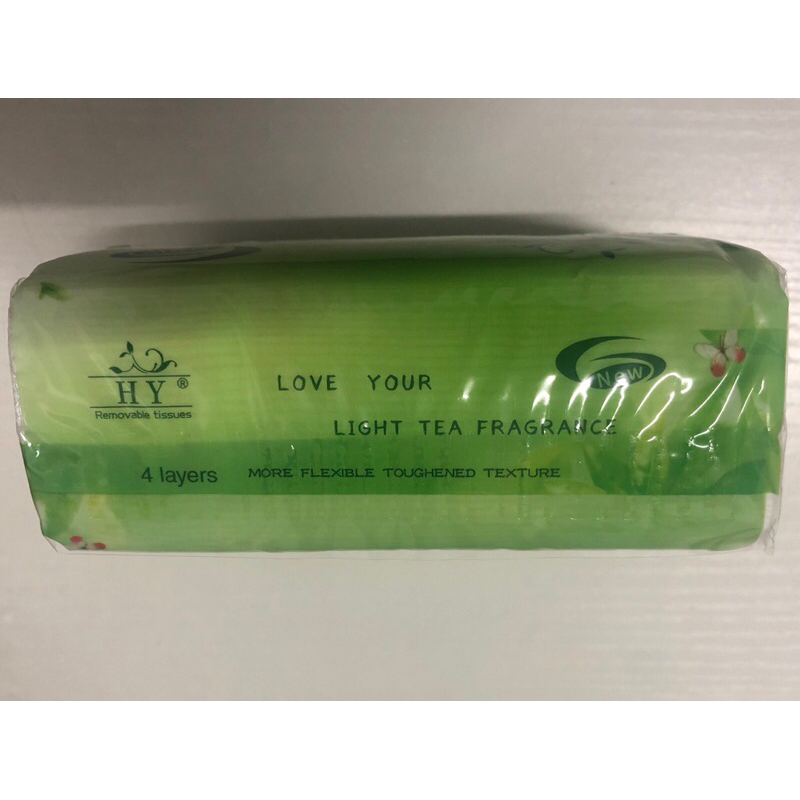 HY®
Removable tissues
LOVE YOUR
New
LIGHT TEA FRAGRANCE
4 layers MORE FLEXIBLE TOUGHENED TEXTURE